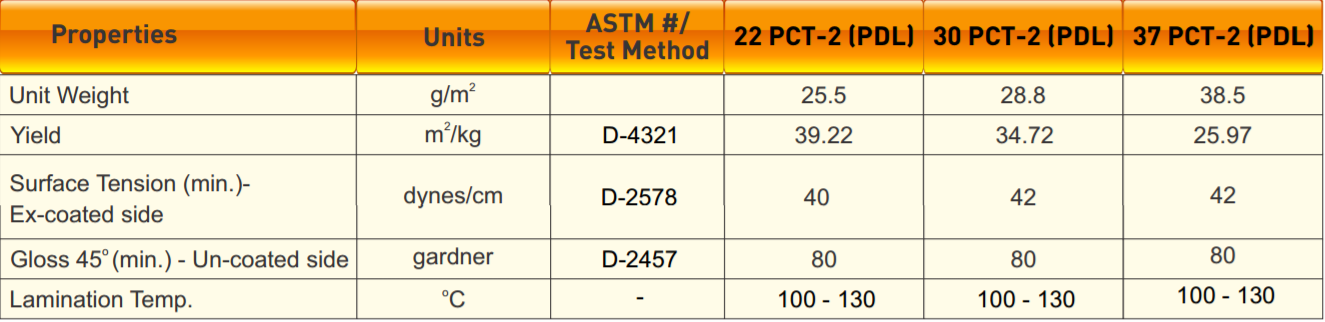 Properties Units ASTM #/ Test Method 22 PCT-2 (PDL) 30 PCT-2 (PDL) 37 PCT-2 (PDL)
Unit Weight g/m² 25.5 28.8 38.5
Yield m²/kg D-4321 39.22 34.72 25.97
Surface Tension (min.)-
Ex-coated side dynes/cm D-2578 40 42 42
Gloss 45° (min.) - Un-coated side gardner D-2457 80 80 80
Lamination Temp. °C - 100 - 130 100 - 130 100 - 130